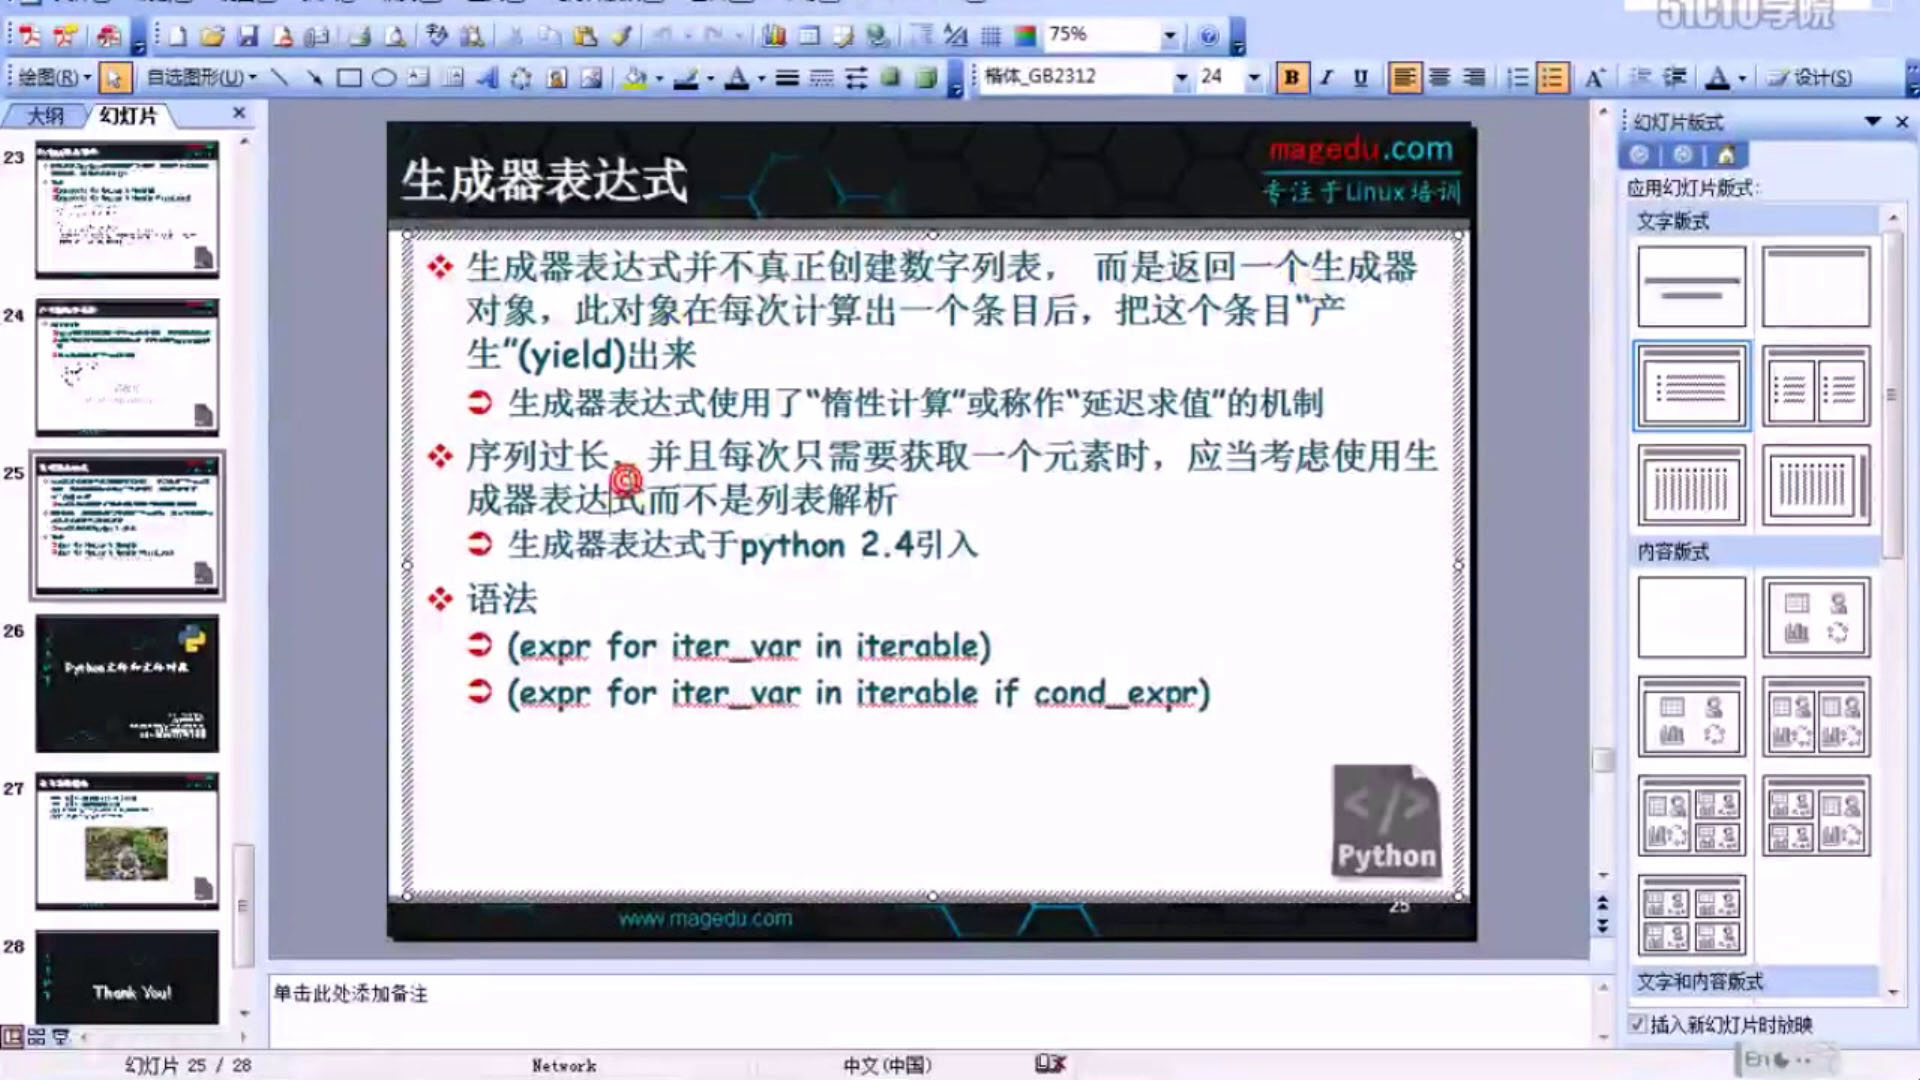 51CTO学院
75%
绘图(R)
自选图形(U)
楷体_GB2312
24
B I U
设计(S)
大纲
幻灯片
幻灯片版式
应用幻灯片版式:
文字版式
内容版式
文字和内容版式
插入新幻灯片时放映
23
24
25
26
27
28
Thank You!
生成器表达式
magedu.com
专注于Linux培训
生成器表达式并不真正创建数字列表， 而是返回一个生成器
对象，此对象在每次计算出一个条目后，把这个条目“产
生”(yield)出来
生成器表达式使用了“惰性计算”或称作“延迟求值”的机制
序列过长，并且每次只需要获取一个元素时，应当考虑使用生
成器表达式而不是列表解析
生成器表达式于python 2.4引入
语法
(expr for iter_var in iterable)
(expr for iter_var in iterable if cond_expr)
</>
Python
www.magedu.com
25
单击此处添加备注
幻灯片 25 / 28
Network
中文(中国)
En